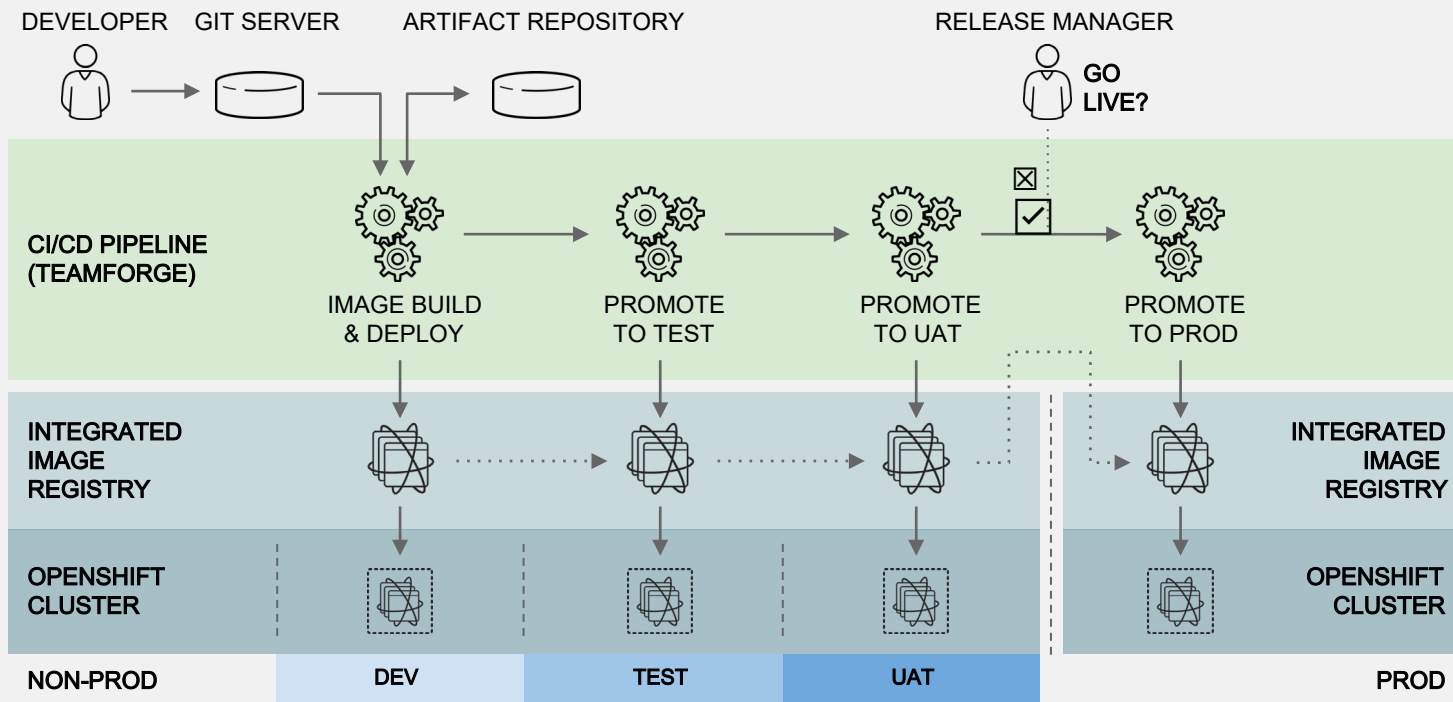 DEVELOPER
GIT SERVER
ARTIFACT REPOSITORY
RELEASE MANAGER
GO
LIVE?
CI/CD PIPELINE
(TEAMFORGE)
IMAGE BUILD
& DEPLOY
PROMOTE
TO TEST
PROMOTE
TO UAT
PROMOTE
TO PROD
INTEGRATED
IMAGE
REGISTRY
INTEGRATED
IMAGE
REGISTRY
OPENSHIFT
CLUSTER
OPENSHIFT
CLUSTER
NON-PROD
DEV
TEST
UAT
PROD